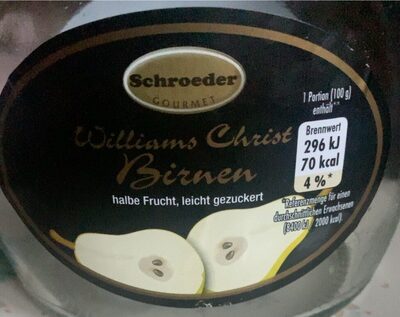 Schroeder
GOURMET
Williams Christ
Birnen
halbe Frucht, leicht gezuckert
1 Portion (100 g)
enthält**
Brennwert
296 kJ
70 kcal
4 %*
*Referenzmenge für einen
durchschnittlichen Erwachsenen
(8400 kJ / 2000 kcal).